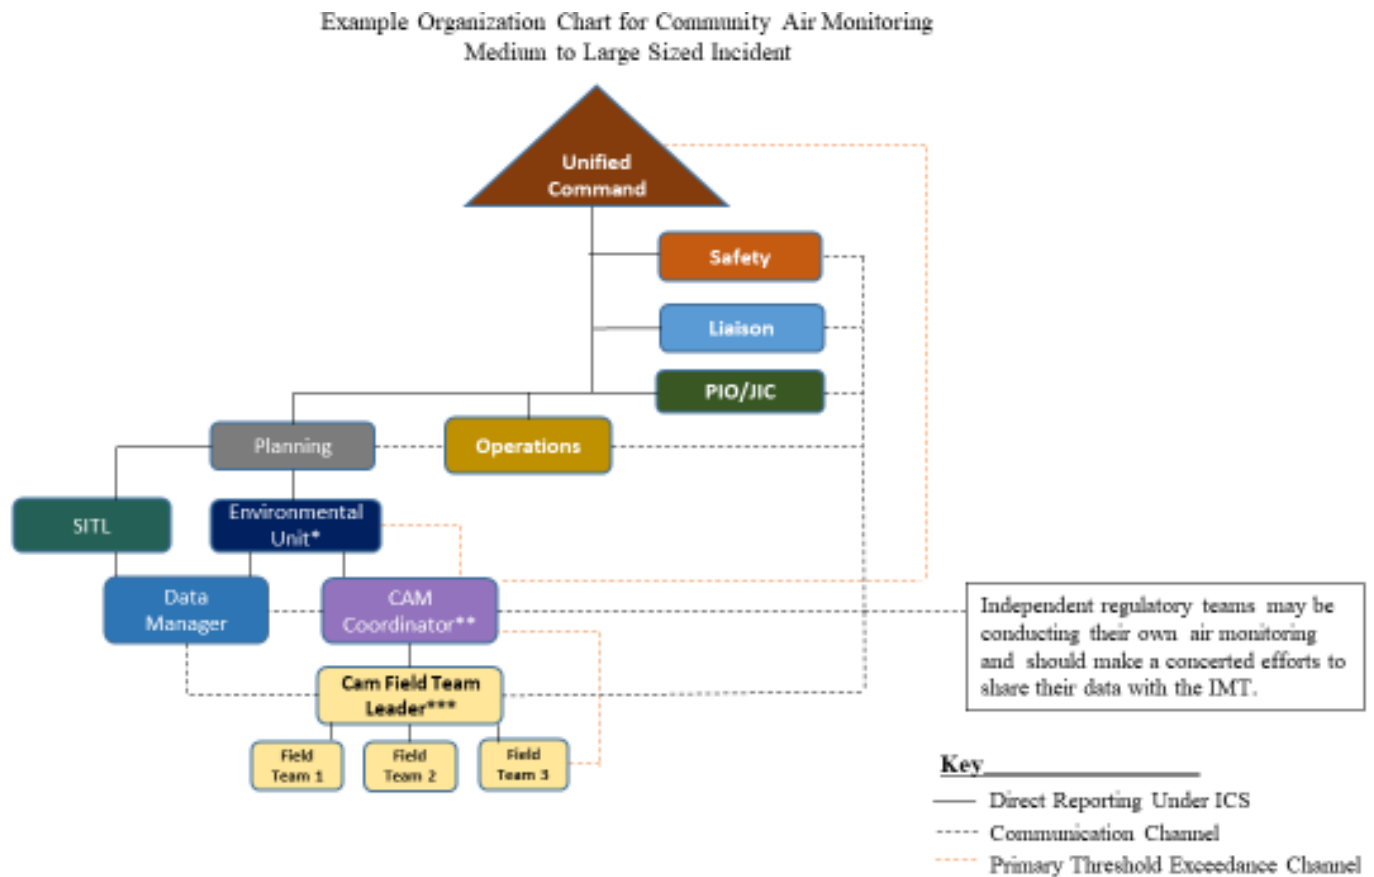 Example Organization Chart for Community Air Monitoring
Medium to Large Sized Incident
Unified
Command
Safety
Liaison
PIO/JIC
Planning
Operations
SITL
Environmental
Unit*
Data
Manager
CAM
Coordinator**
Independent regulatory teams may be
conducting their own air monitoring
and should make a concerted efforts to
share their data with the IMT.
Cam Field Team
Leader***
Field
Team 1
Field
Team 2
Field
Team 3
Key
Direct Reporting Under ICS
Communication Channel
Primary Threshold Exceedance Channel